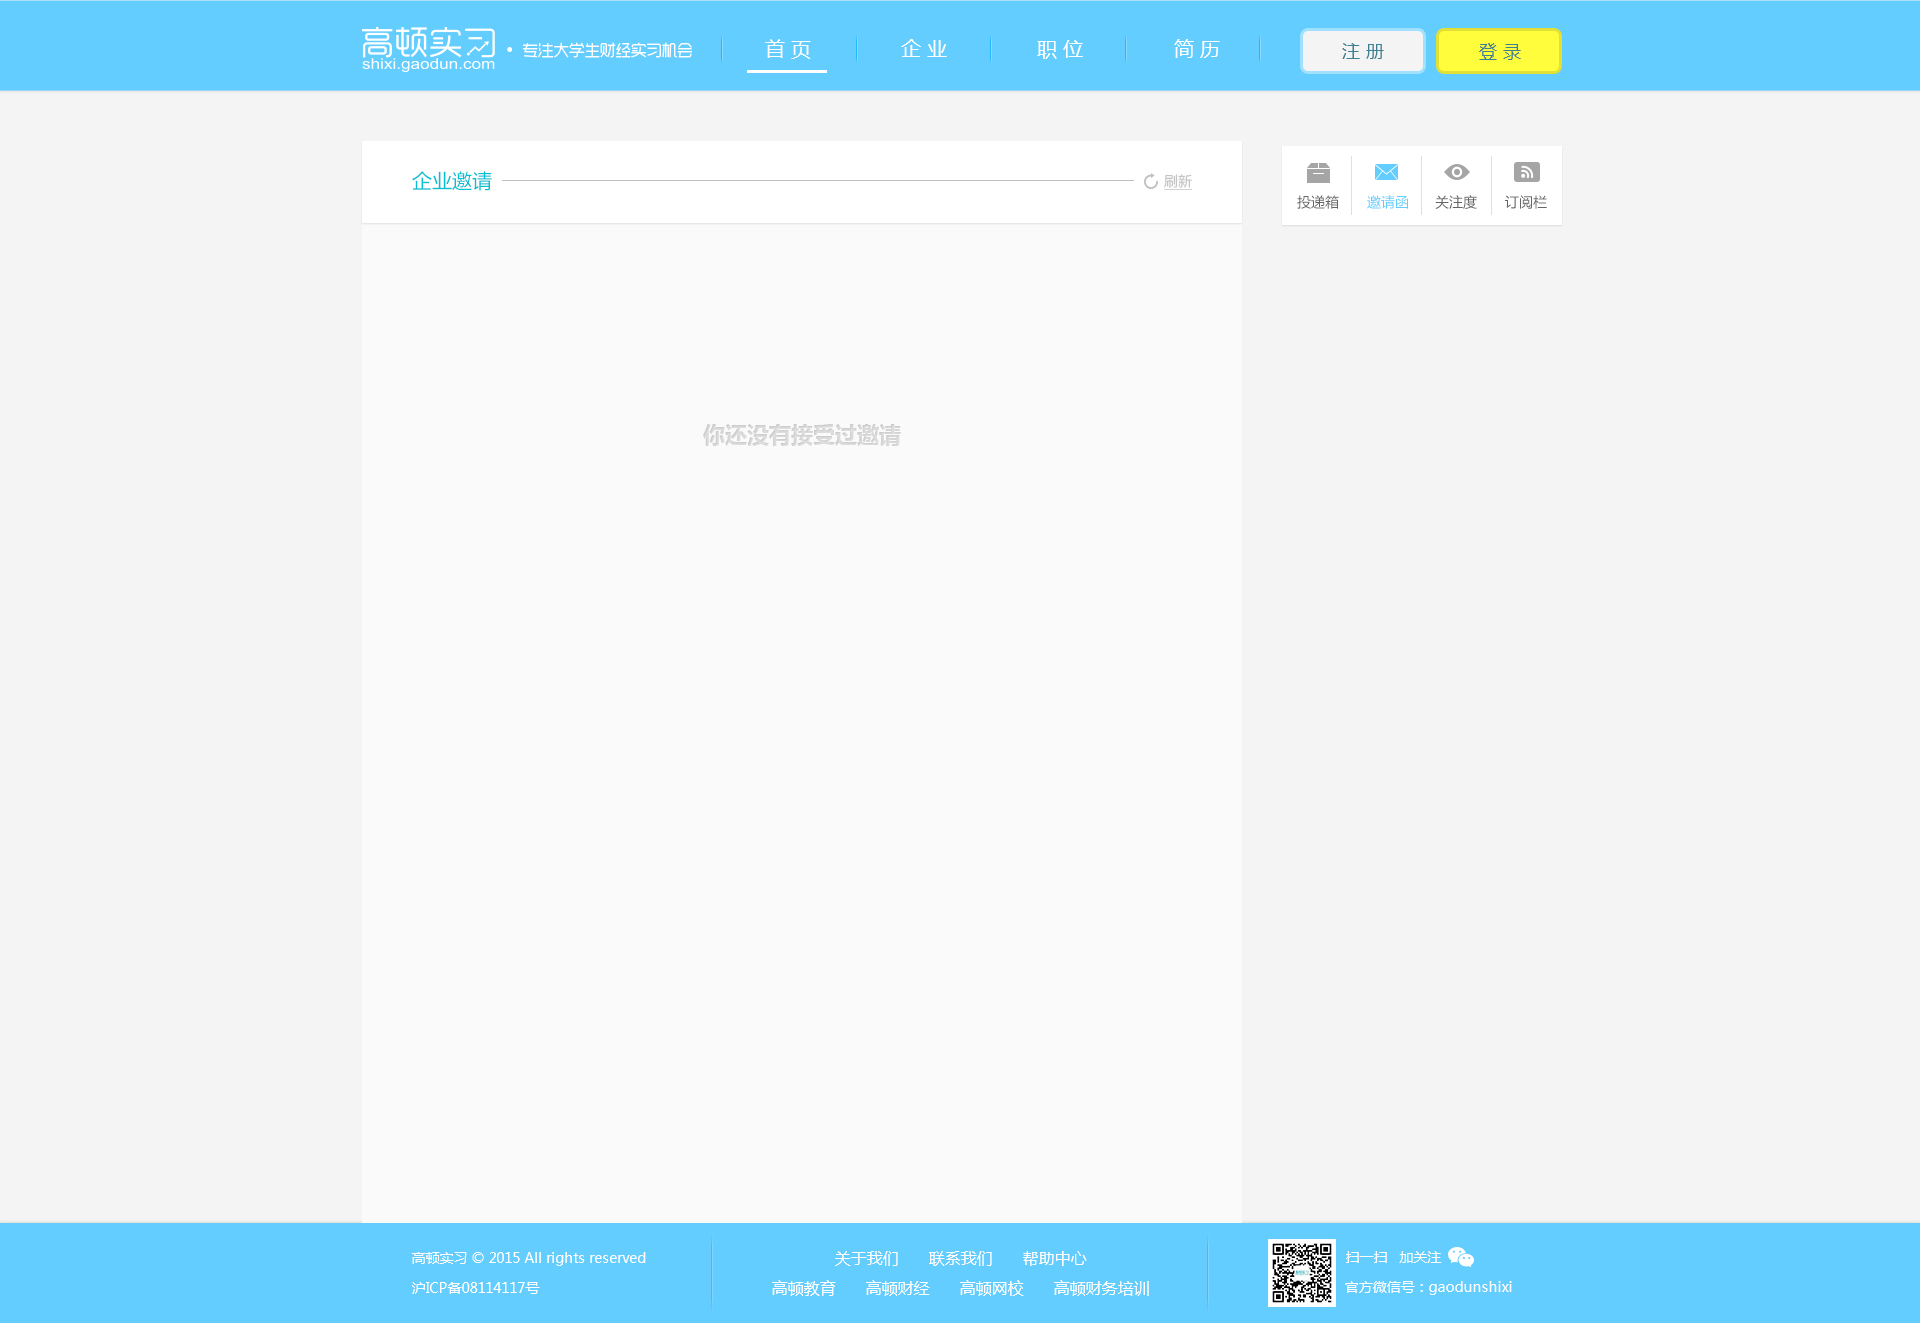 高顿实习
shixi.gaodun.com
· 专注大学生财经实习机会
首页
企业
职位
简历
注册
登录
企业邀请
刷新
投递箱
邀请函
关注度
订阅栏
你还没有接受过邀请
高顿实习 © 2015 All rights reserved
沪ICP备08114117号
关于我们 联系我们 帮助中心
高顿教育 高顿财经 高顿网校 高顿财务培训
扫一扫 加关注
官方微信号：gaodunshixi